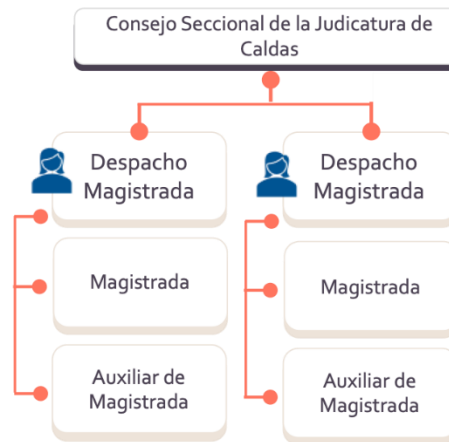 Consejo Seccional de la Judicatura de
Caldas
Despacho
Magistrada
Despacho
Magistrada
Magistrada
Magistrada
Auxiliar de
Magistrada
Auxiliar de
Magistrada